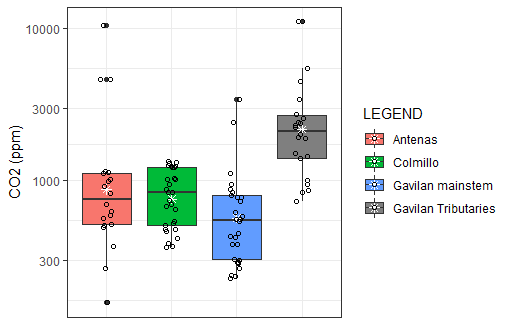 10000
3000
1000
300
CO2 (ppm)
LEGEND
Antenas
Colmillo
Gavilan mainstem
Gavilan Tributaries